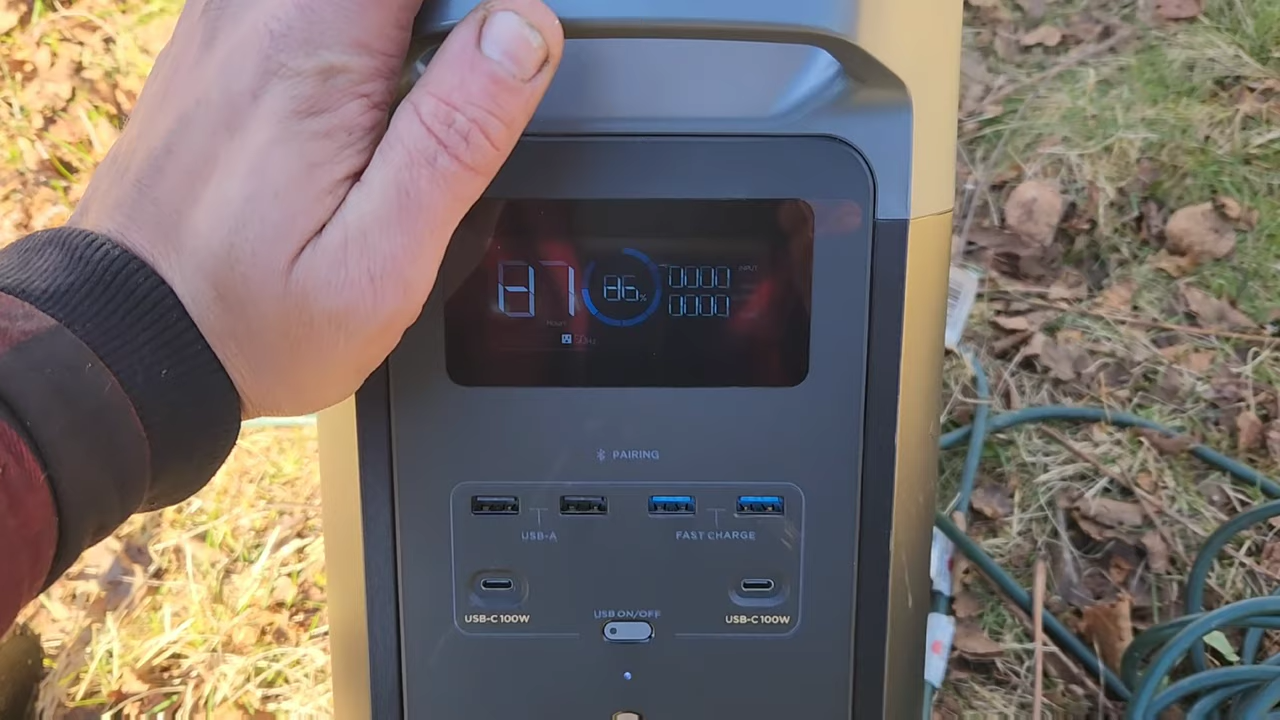 87
86%
0000 INPUT
0000
Hours
50Hz
PAIRING
USB-A
FAST CHARGE
USB-C 100W
USB ON/OFF
USB-C 100W